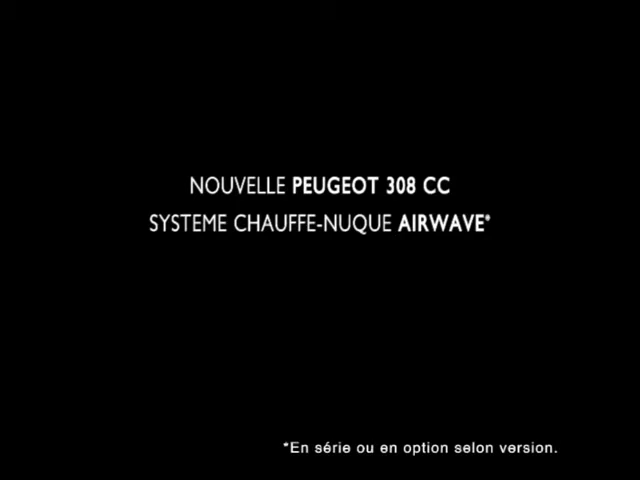 NOUVELLE PEUGEOT 308 CC
SYSTEME CHAUFFE-NUQUE AIRWAVE*
*En série ou en option selon version.